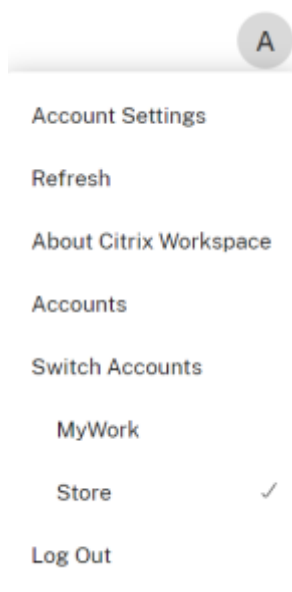 A
Account Settings
Refresh
About Citrix Workspace
Accounts
Switch Accounts
MyWork
Store
Log Out